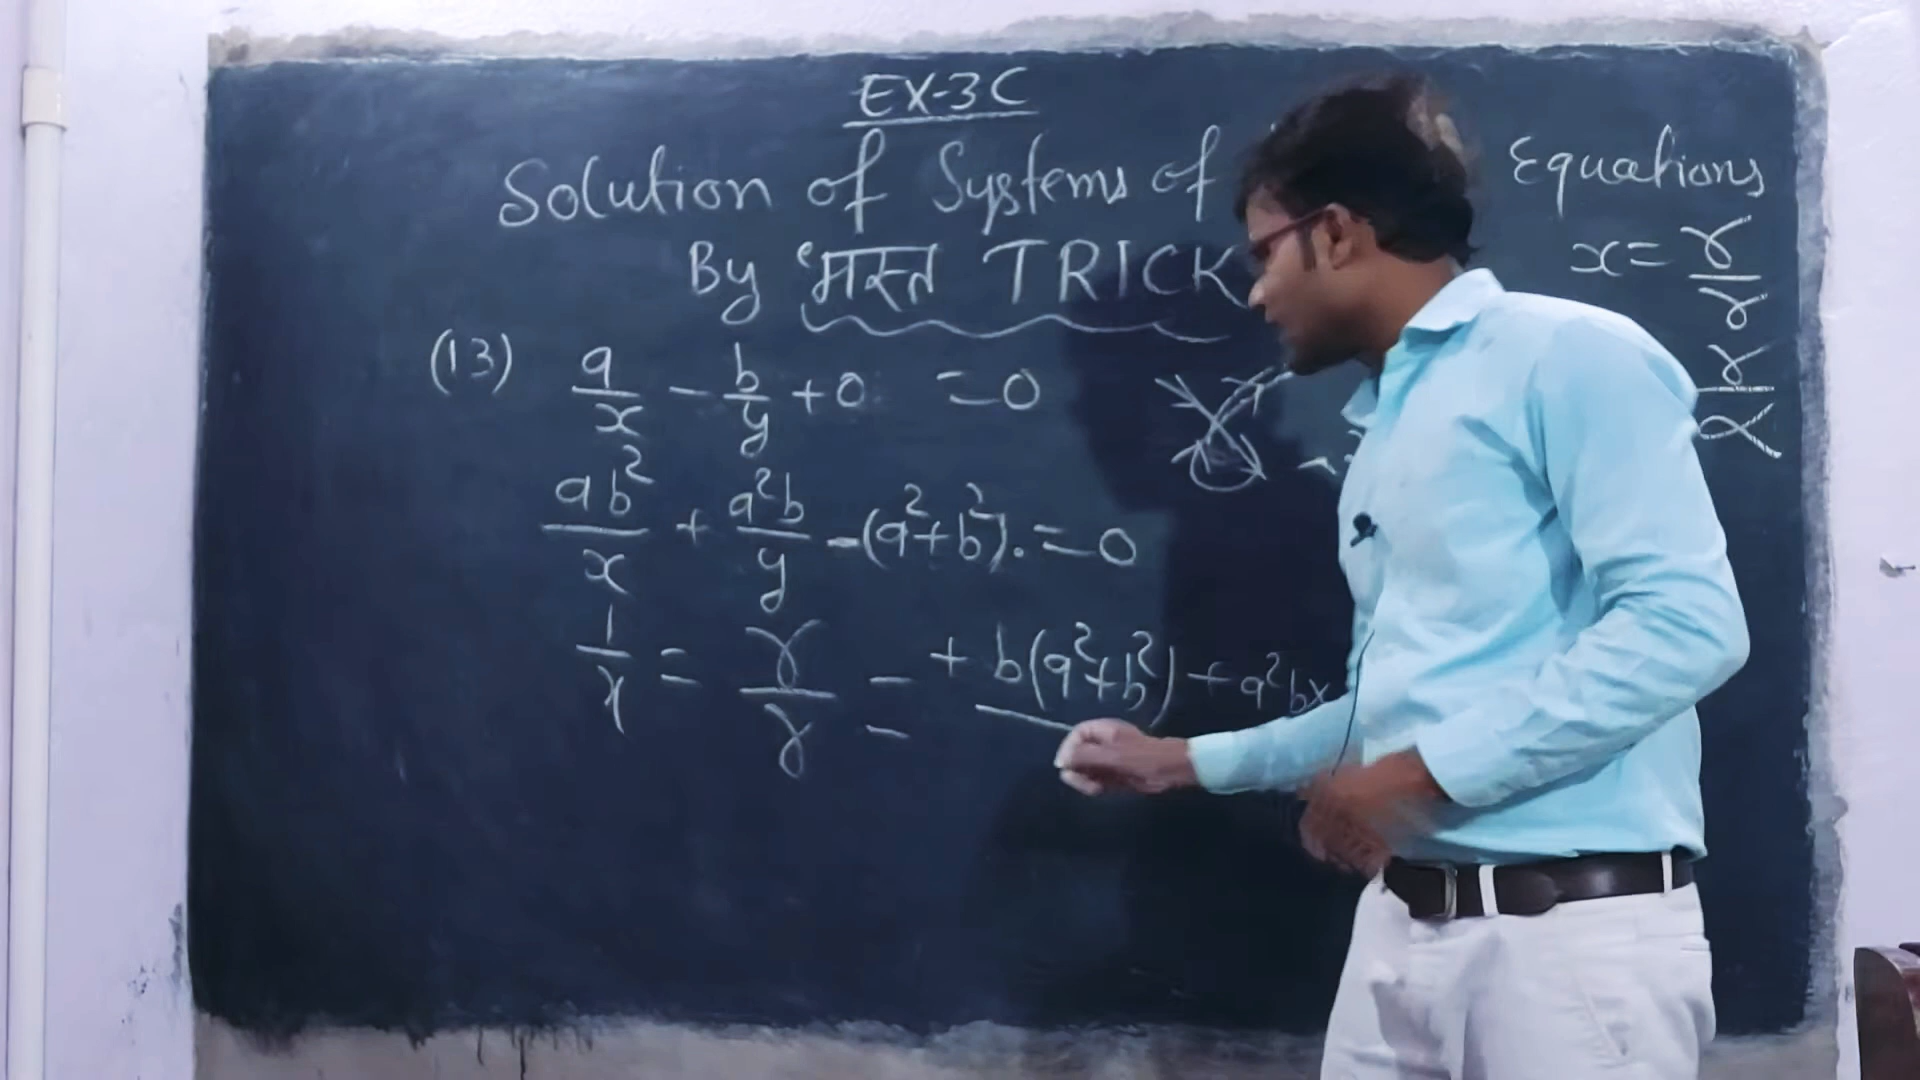 EX-3C
Solution of Systems of Equations
By 'मस्त TRICK
x = γ/γ
(13) a/x - b/y + 0 = 0
ab²/x + a²b/y - (a²+b²). = 0
1/x = γ/γ = + b(a²+b²) + a²bx